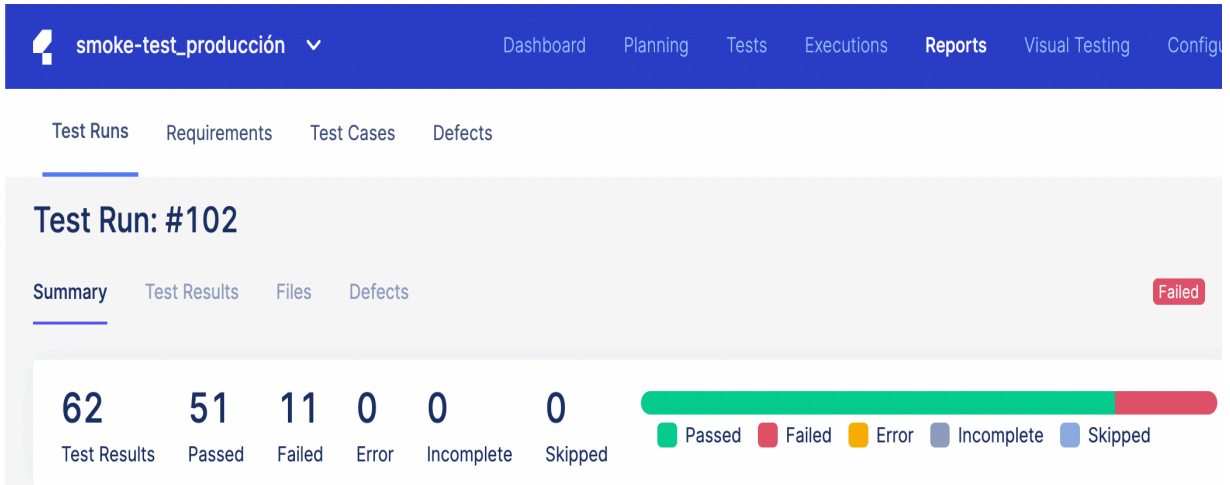 smoke-test_producción Dashboard Planning Tests Executions Reports Visual Testing
Test Runs Requirements Test Cases Defects
Test Run: #102
Summary Test Results Files Defects Failed
62 51 11 0 0 0
Test Results Passed Failed Error Incomplete Skipped
Passed Failed Error Incomplete Skipped